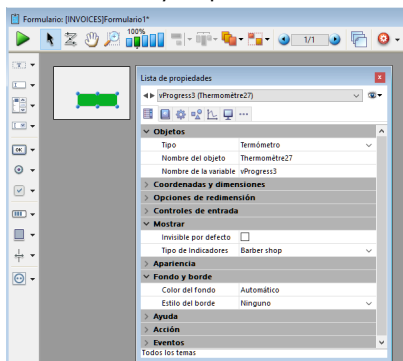 Formulario: [INVOICES]Formulario1*
100%
1/1
Lista de propiedades
vProgress3 (Thermomètre27)
Objetos
Tipo Termómetro
Nombre del objeto Thermomètre27
Nombre de la variable vProgress3
Coordenadas y dimensiones
Opciones de redimensión
Controles de entrada
Mostrar
Invisible por defecto
Tipo de Indicadores Barber shop
Apariencia
Fondo y borde
Color del fondo Automático
Estilo del borde Ninguno
Ayuda
Acción
Eventos
Todos los temas